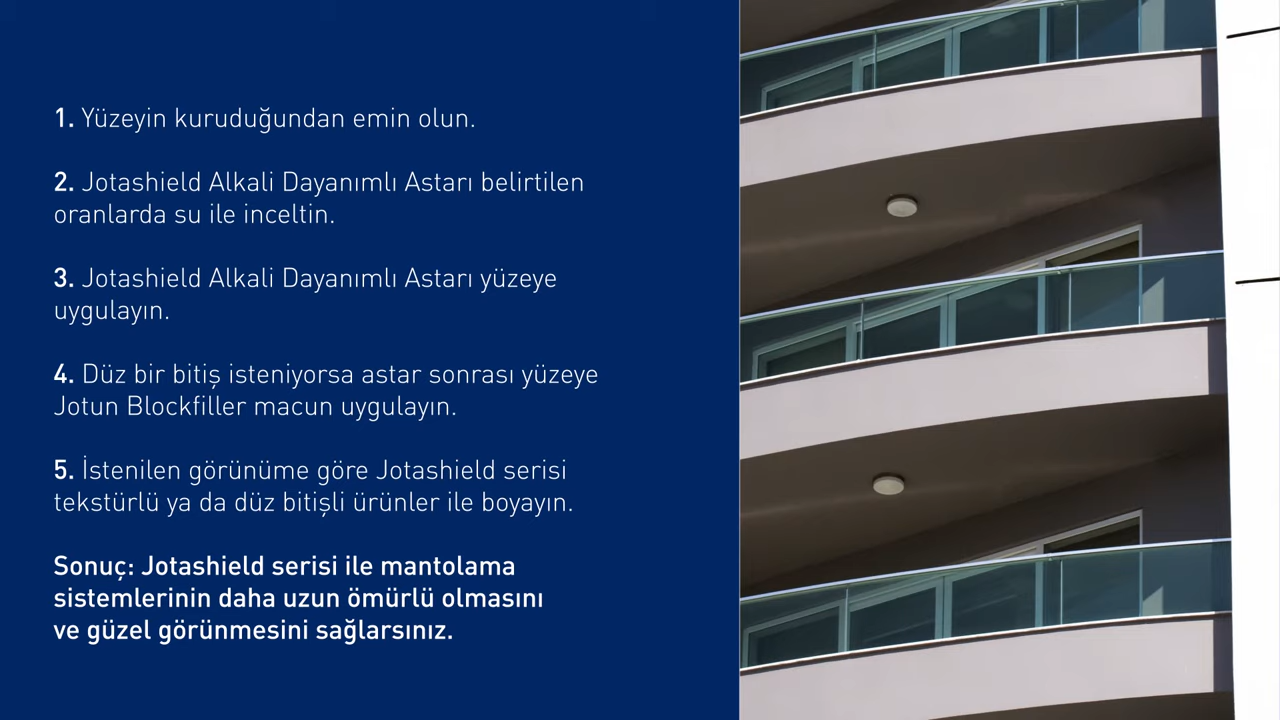 1. Yüzeyin kuruduğundan emin olun.
2. Jotashield Alkali Dayanımlı Astarı belirtilen
oranlarda su ile inceltin.
3. Jotashield Alkali Dayanımlı Astarı yüzeye
uygulayın.
4. Düz bir bitiş isteniyorsa astar sonrası yüzeye
Jotun Blockfiller macun uygulayın.
5. İstenilen görünüme göre Jotashield serisi
tekstürlü ya da düz bitişli ürünler ile boyayın.
Sonuç: Jotashield serisi ile mantolama
sistemlerinin daha uzun ömürlü olmasını
ve güzel görünmesini sağlarsınız.